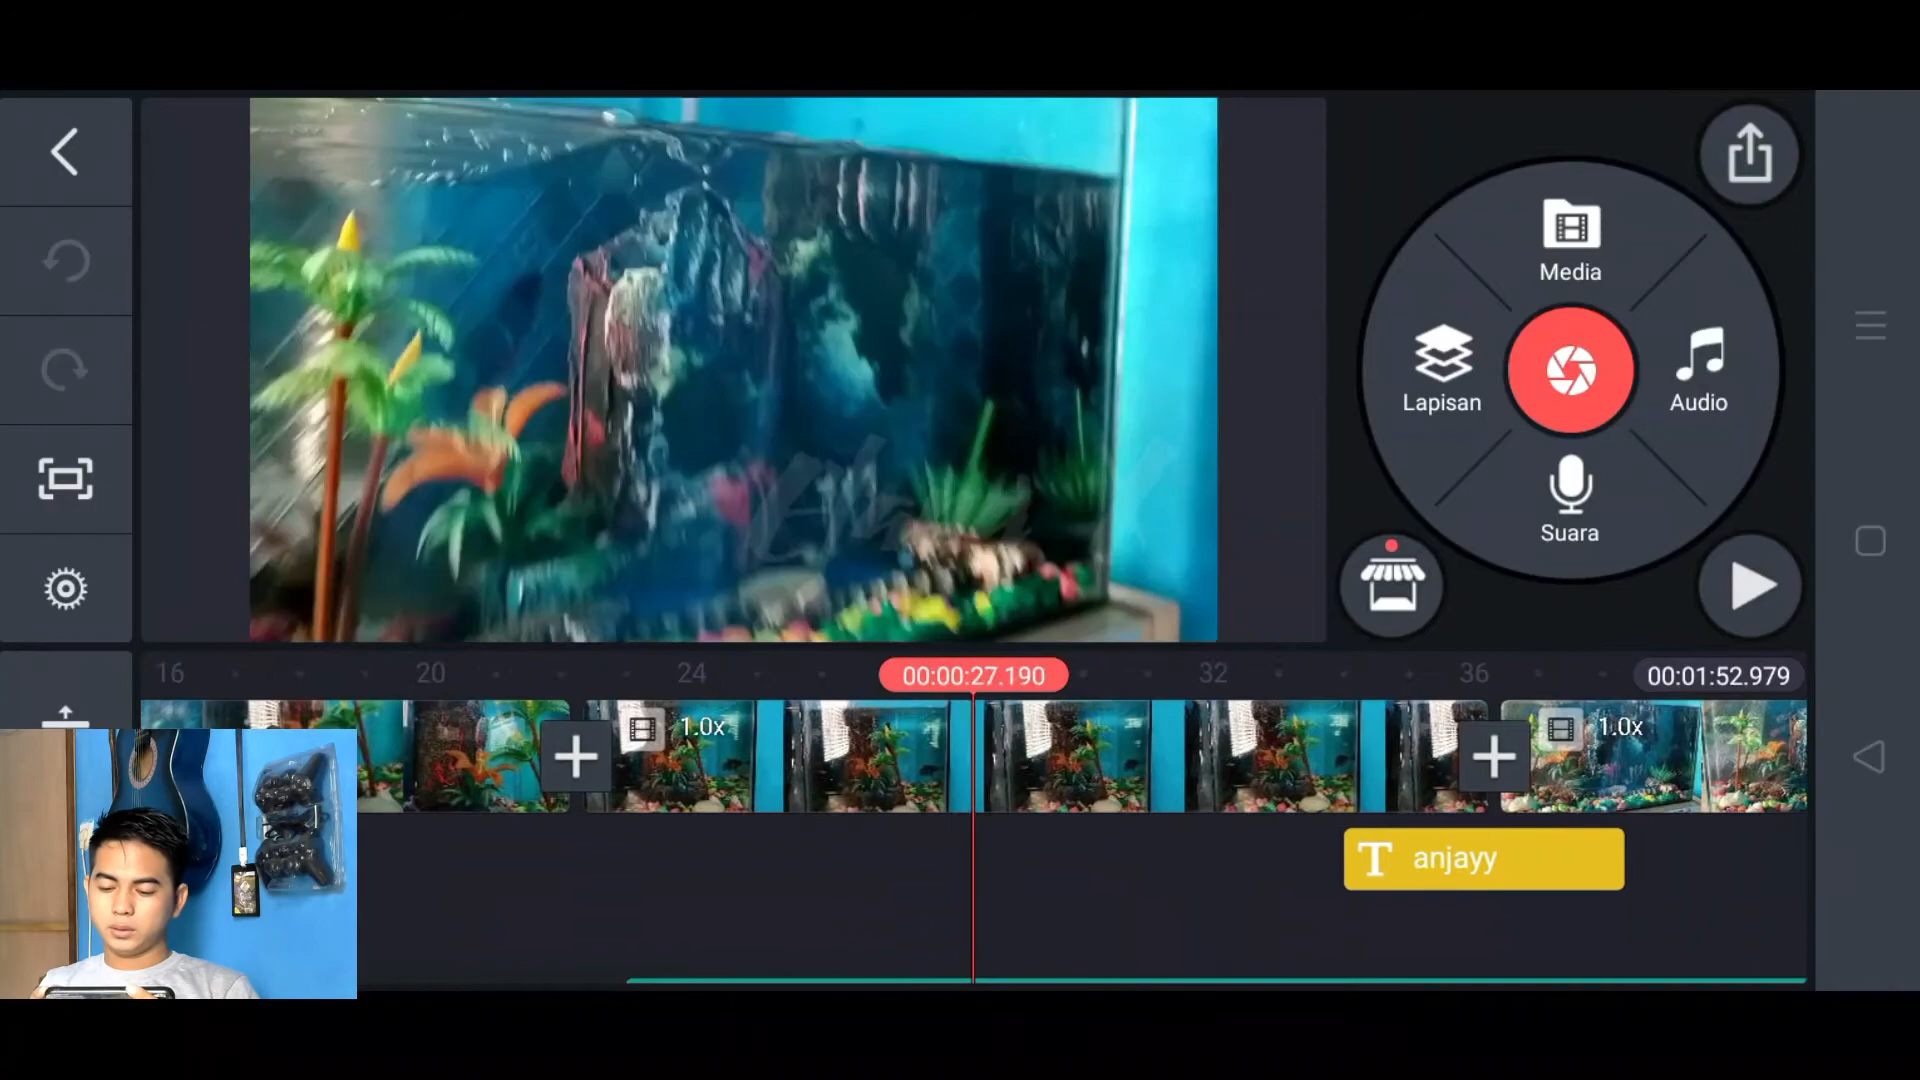 Media
Lapisan
Audio
Suara
16
20
24
00:00:27.190
32
36
00:01:52.979
1.0x
1.0x
anjayy